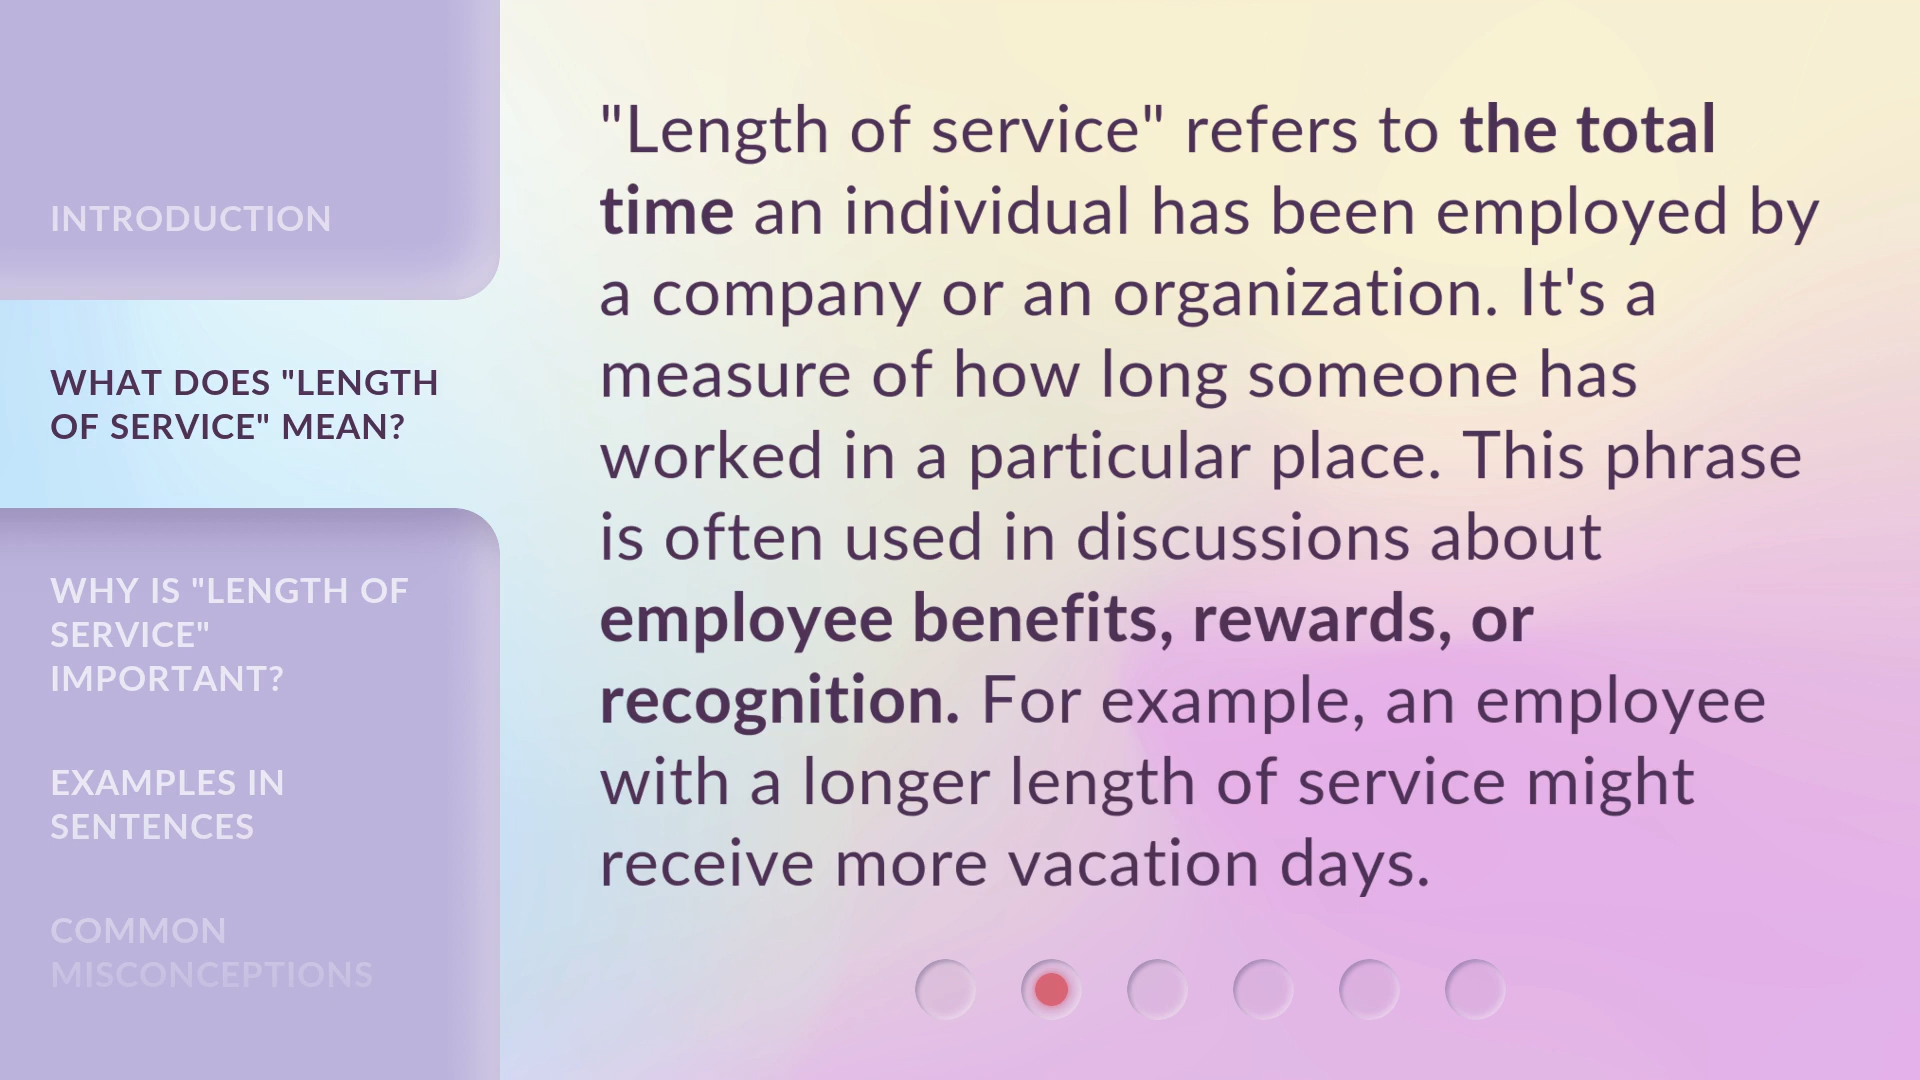 INTRODUCTION
WHAT DOES "LENGTH
OF SERVICE" MEAN?
WHY IS "LENGTH OF
SERVICE"
IMPORTANT?
EXAMPLES IN
SENTENCES
COMMON
MISCONCEPTIONS
"Length of service" refers to the total
time an individual has been employed by
a company or an organization. It's a
measure of how long someone has
worked in a particular place. This phrase
is often used in discussions about
employee benefits, rewards, or
recognition. For example, an employee
with a longer length of service might
receive more vacation days.